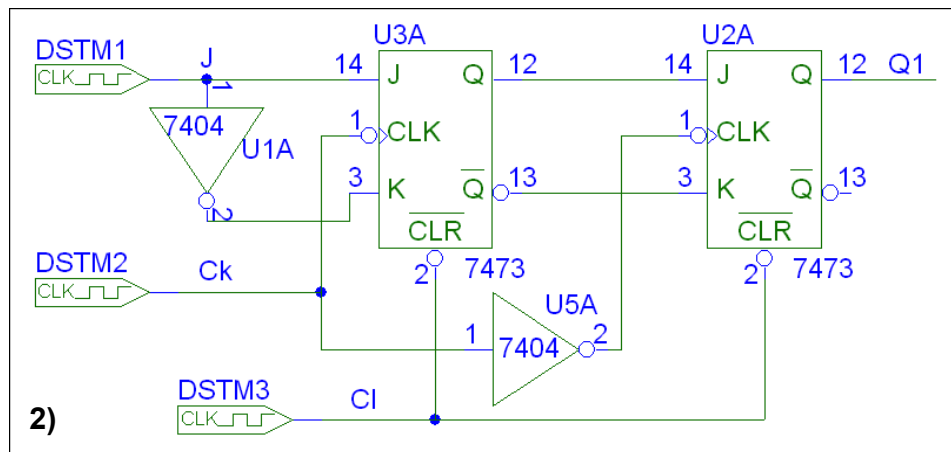 DSTM1
CLK
J
1
7404
U1A
2
U3A
14
J
Q
12
1
CLK
3
K
Q
13
CLR
2
7473
U2A
14
J
Q
12
Q1
1
CLK
3
K
Q
13
CLR
2
7473
DSTM2
CLK
Ck
U5A
1
7404
2
DSTM3
CLK
Cl
2)